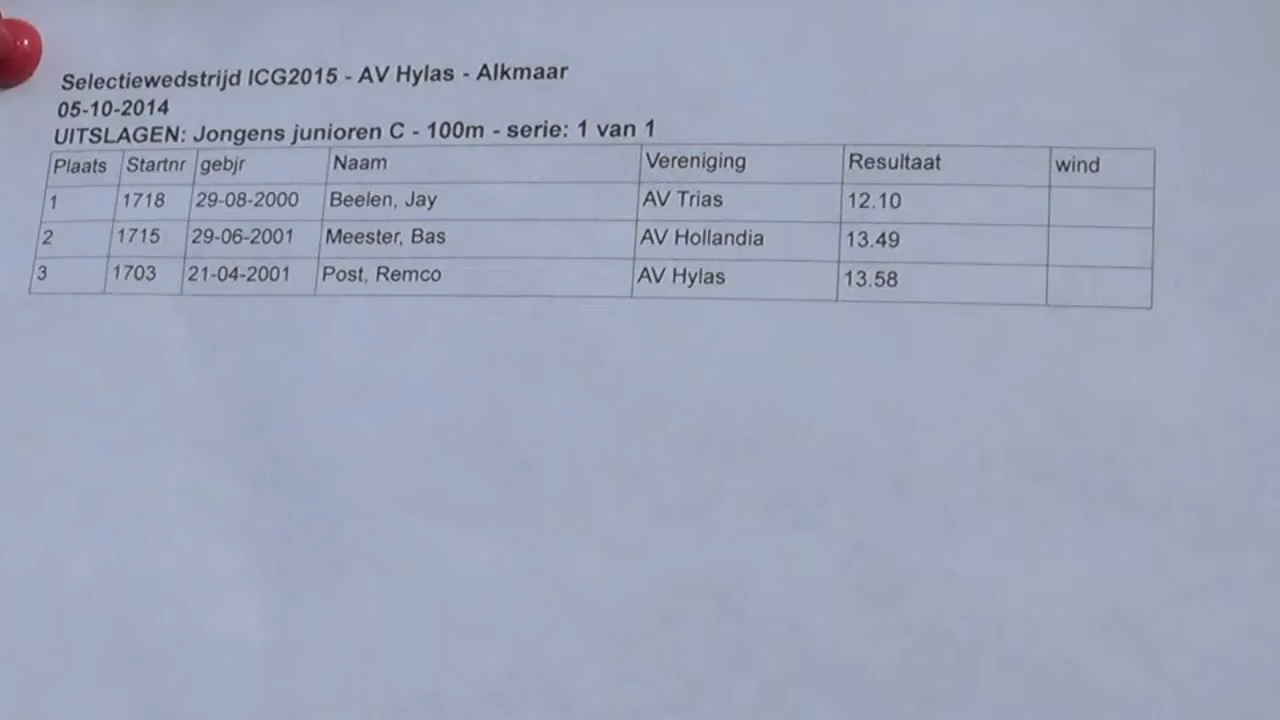 Selectiewedstrijd ICG2015 - AV Hylas - Alkmaar
05-10-2014
UITSLAGEN: Jongens junioren C - 100m - serie: 1 van 1
Plaats Startnr gebjr Naam Vereniging Resultaat wind
1 1718 29-08-2000 Beelen, Jay AV Trias 12.10
2 1715 29-06-2001 Meester, Bas AV Hollandia 13.49
3 1703 21-04-2001 Post, Remco AV Hylas 13.58